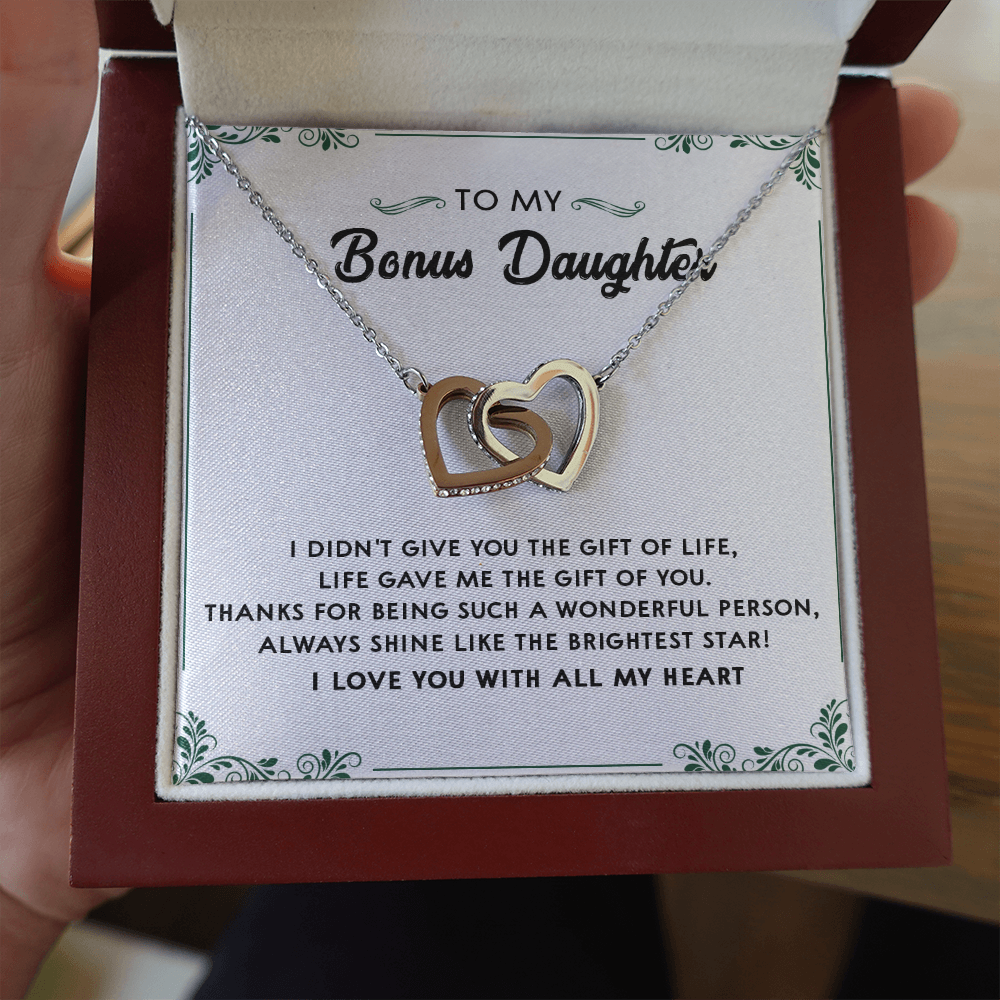 TO MY
Bonus Daughter
I DIDN'T GIVE YOU THE GIFT OF LIFE,
LIFE GAVE ME THE GIFT OF YOU.
THANKS FOR BEING SUCH A WONDERFUL PERSON,
ALWAYS SHINE LIKE THE BRIGHTEST STAR!
I LOVE YOU WITH ALL MY HEART